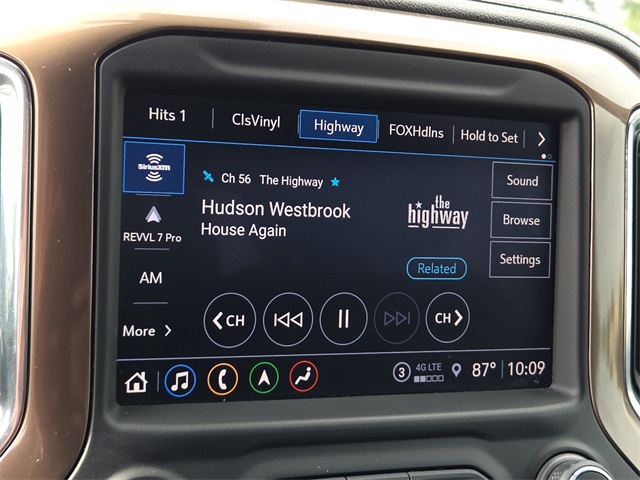 Hits 1
ClsVinyl
Highway
FOXHdlns
Hold to Set
SiriusXM
Ch 56 The Highway
Hudson Westbrook
House Again
the
highway
Sound
Browse
Settings
REVVL 7 Pro
AM
Related
More
CH
CH
3
4G LTE
87°
10:09